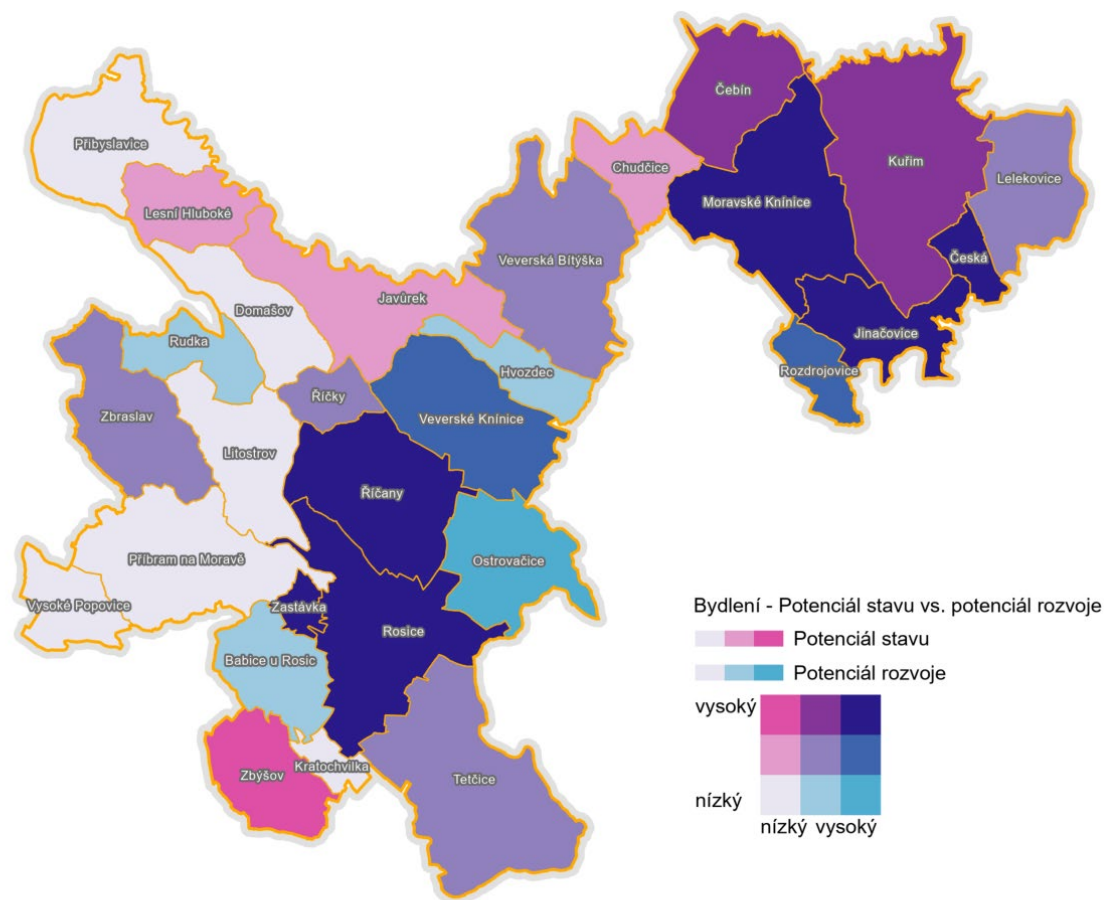 Čebín
Přibyslavice
Kuřim
Chudčice
Lelekovice
Moravské Knínice
Lesní Hluboké
Česká
Veverská Bítýška
Javůrek
Domašov
Jinačovice
Rudka
Hvozdec
Rozdrojovice
Říčky
Zbraslav
Veverské Knínice
Litostrov
Říčany
Příbram na Moravě
Ostrovačice
Vysoké Popovice
Zastávka
Rosice
Babice u Rosic
Kratochvilka
Zbýšov
Tetčice
Bydlení - Potenciál stavu vs. potenciál rozvoje
Potenciál stavu
Potenciál rozvoje
vysoký
nízký
nízký vysoký